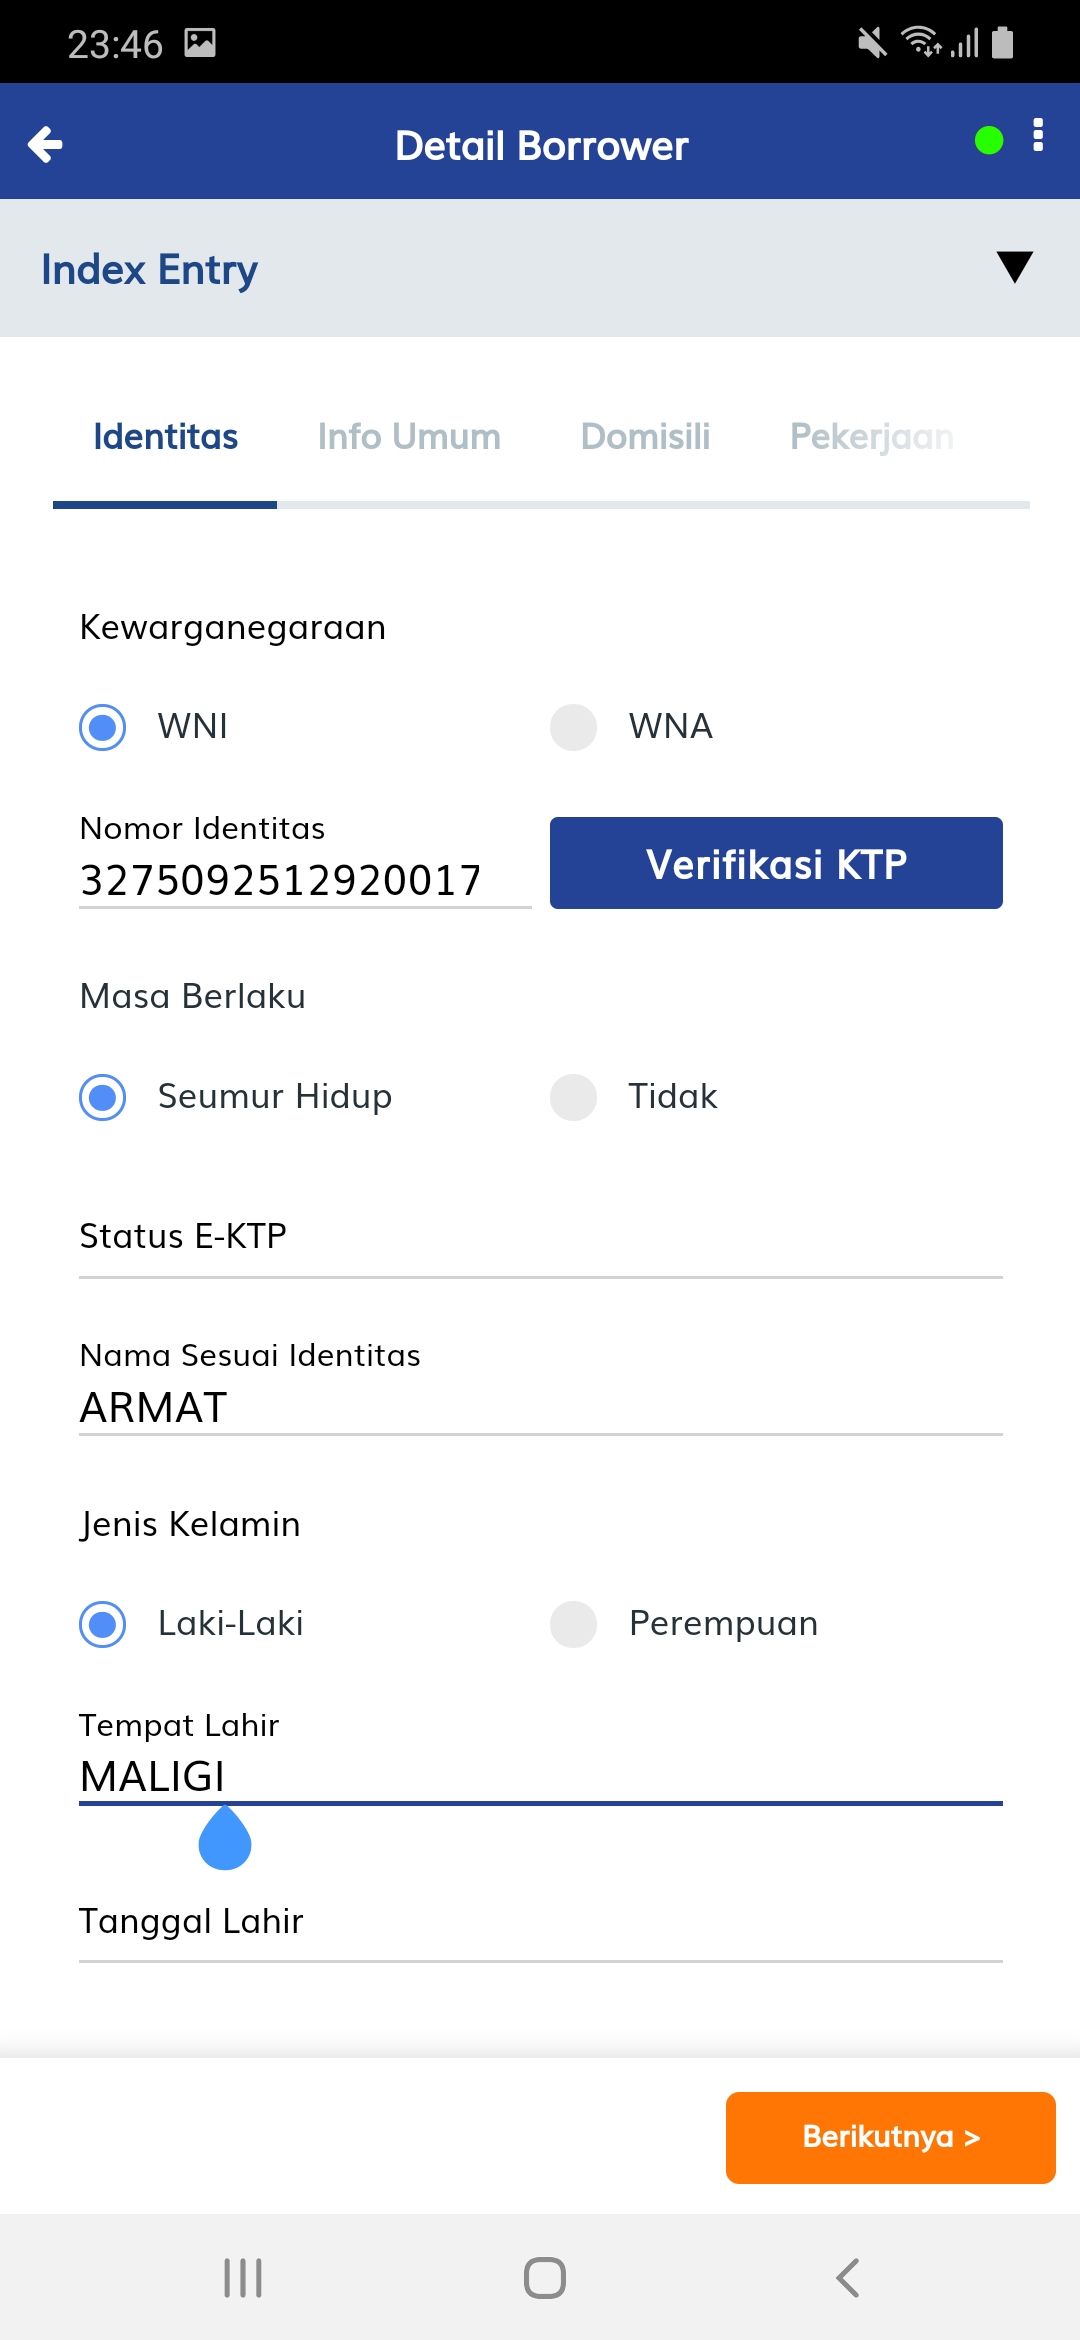 23:46
Detail Borrower
Index Entry
Identitas Info Umum Domisili Pekerjaan
Kewarganegaraan
WNI WNA
Nomor Identitas
3275092512920017
Verifikasi KTP
Masa Berlaku
Seumur Hidup Tidak
Status E-KTP
Nama Sesuai Identitas
ARMAT
Jenis Kelamin
Laki-Laki Perempuan
Tempat Lahir
MALIGI
Tanggal Lahir
Berikutnya >